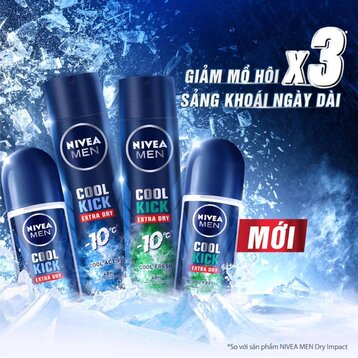 GIẢM MỒ HÔI X3*
SẢNG KHOÁI NGÀY DÀI
NIVEA
MEN
COOL
KICK
EXTRA DRY
-10°C
NIVEA
MEN
COOL
KICK
EXTRA DRY
-10°C
COOL FRESH
NIVEA
MEN
COOL
KICK
EXTRA DRY
NIVEA
MEN
COOL
KICK
EXTRA DRY
MỚI
*So với sản phẩm NIVEA MEN Dry Impact